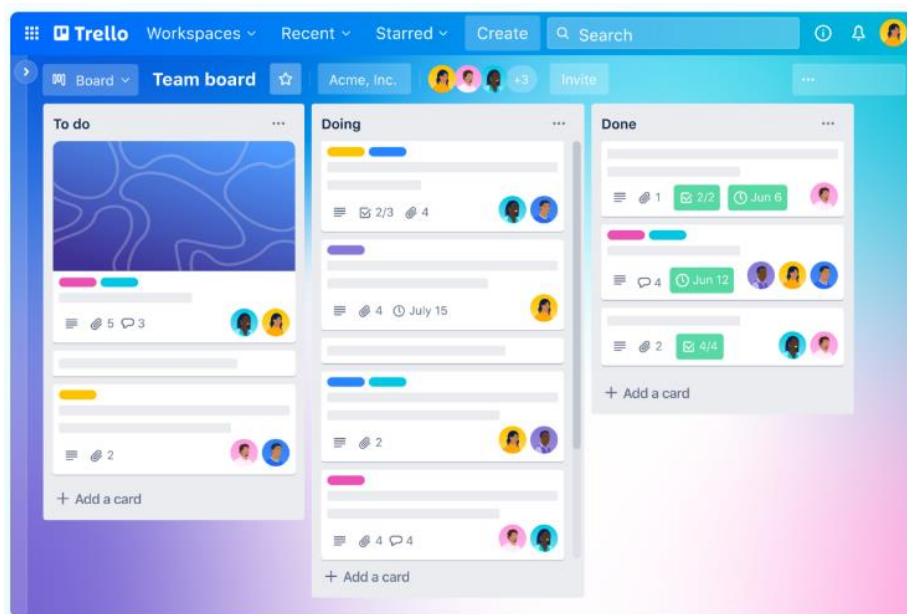 Trello Workspaces Recent Starred Create Search
Board Team board Acme, Inc. +3 Invite
To do
5 3
2
+ Add a card
Doing
2/3 4
4 July 15
2
4 4
+ Add a card
Done
1 2/2 Jun 6
4 Jun 12
2 4/4
+ Add a card